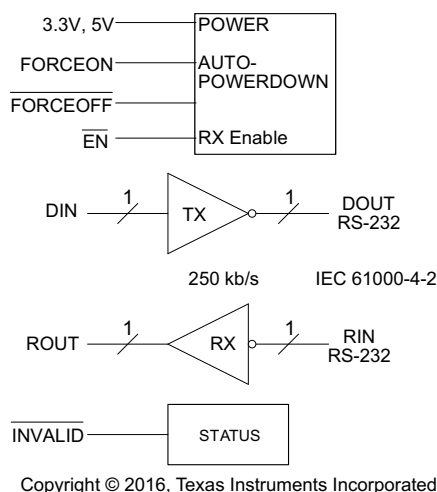 3.3V, 5V POWER
FORCEON AUTO-
POWERDOWN
FORCEOFF
EN RX Enable
1 1
DIN TX DOUT
RS-232
250 kb/s IEC 61000-4-2
1 1
ROUT RX RIN
RS-232
INVALID STATUS
Copyright © 2016, Texas Instruments Incorporated